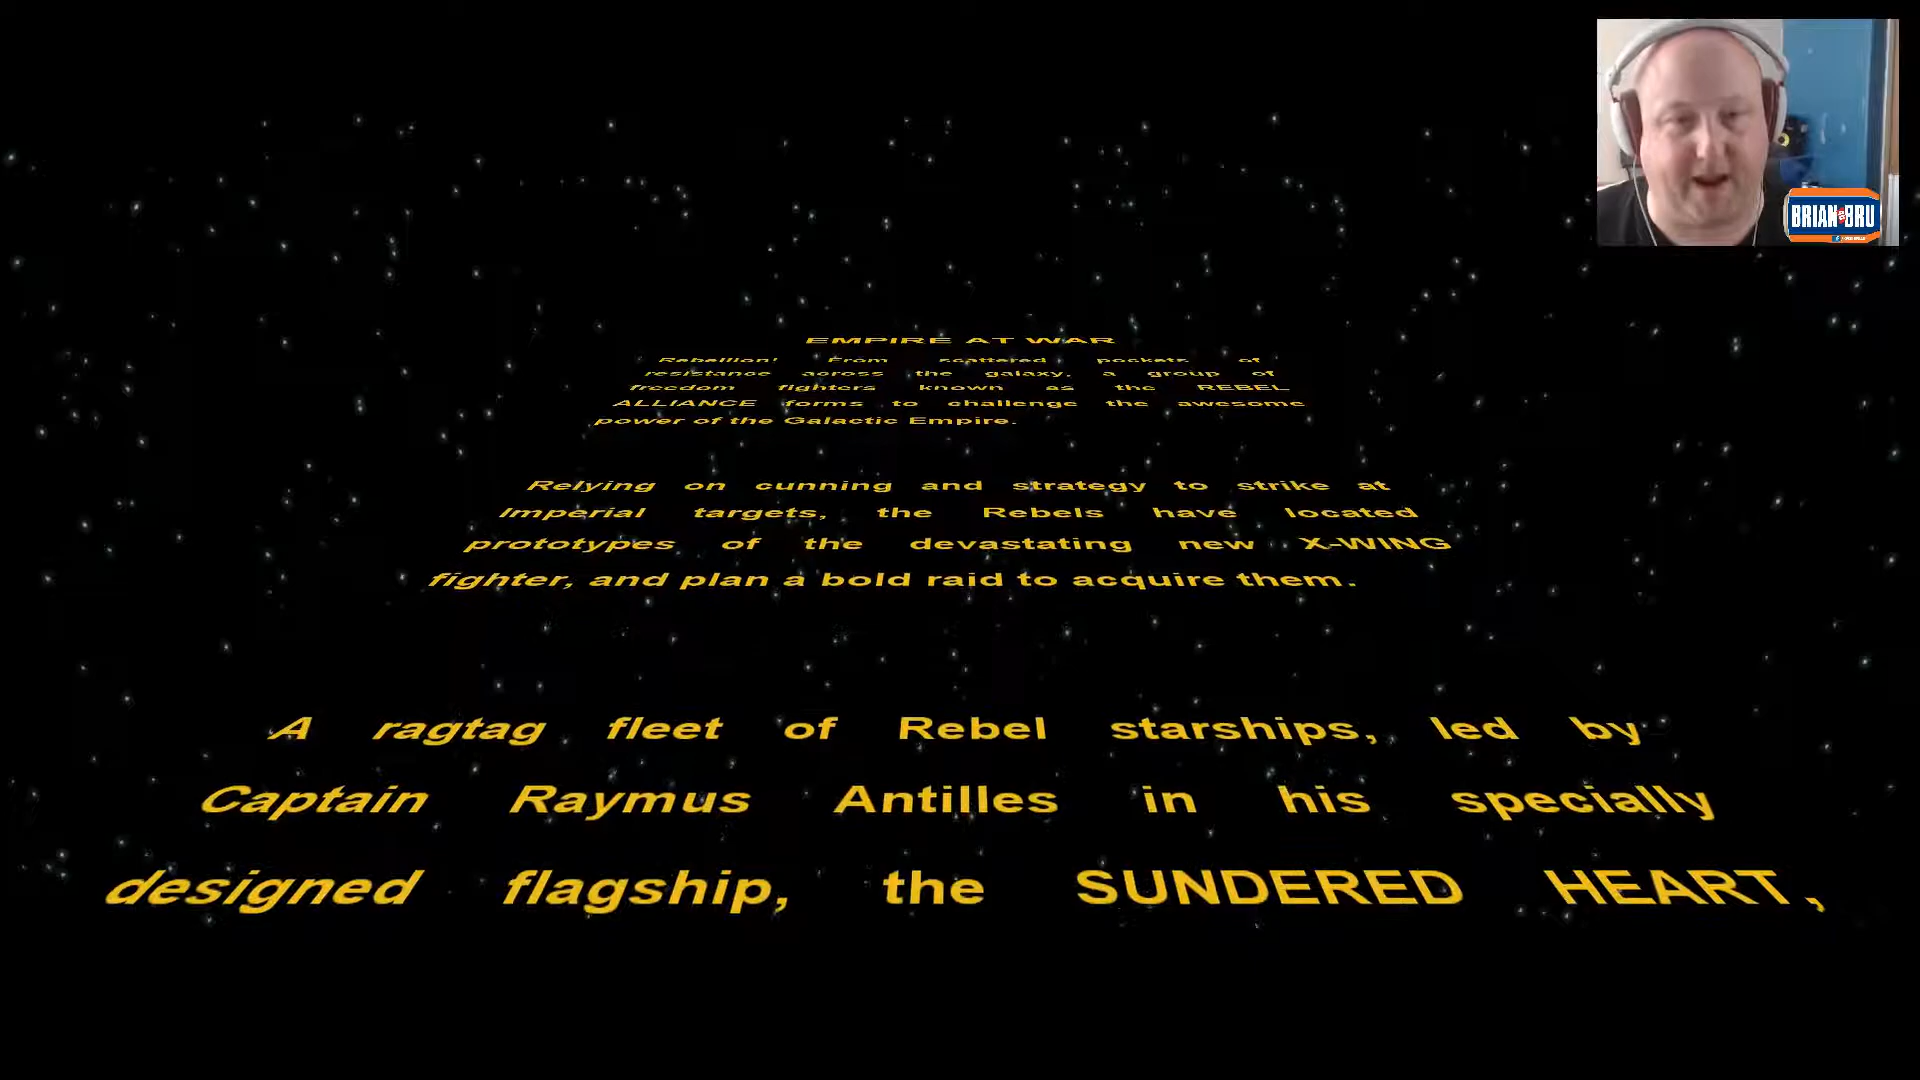 EMPIRE AT WAR
Rebellion! From scattered pockets of
resistance across the galaxy, a group of
freedom fighters known as the REBEL
ALLIANCE forms to challenge the awesome
power of the Galactic Empire.
Relying on cunning and strategy to strike at
Imperial targets, the Rebels have located
prototypes of the devastating new X-WING
fighter, and plan a bold raid to acquire them.
A ragtag fleet of Rebel starships, led by
Captain Raymus Antilles in his specially
designed flagship, the SUNDERED HEART,
BRIAN BRU